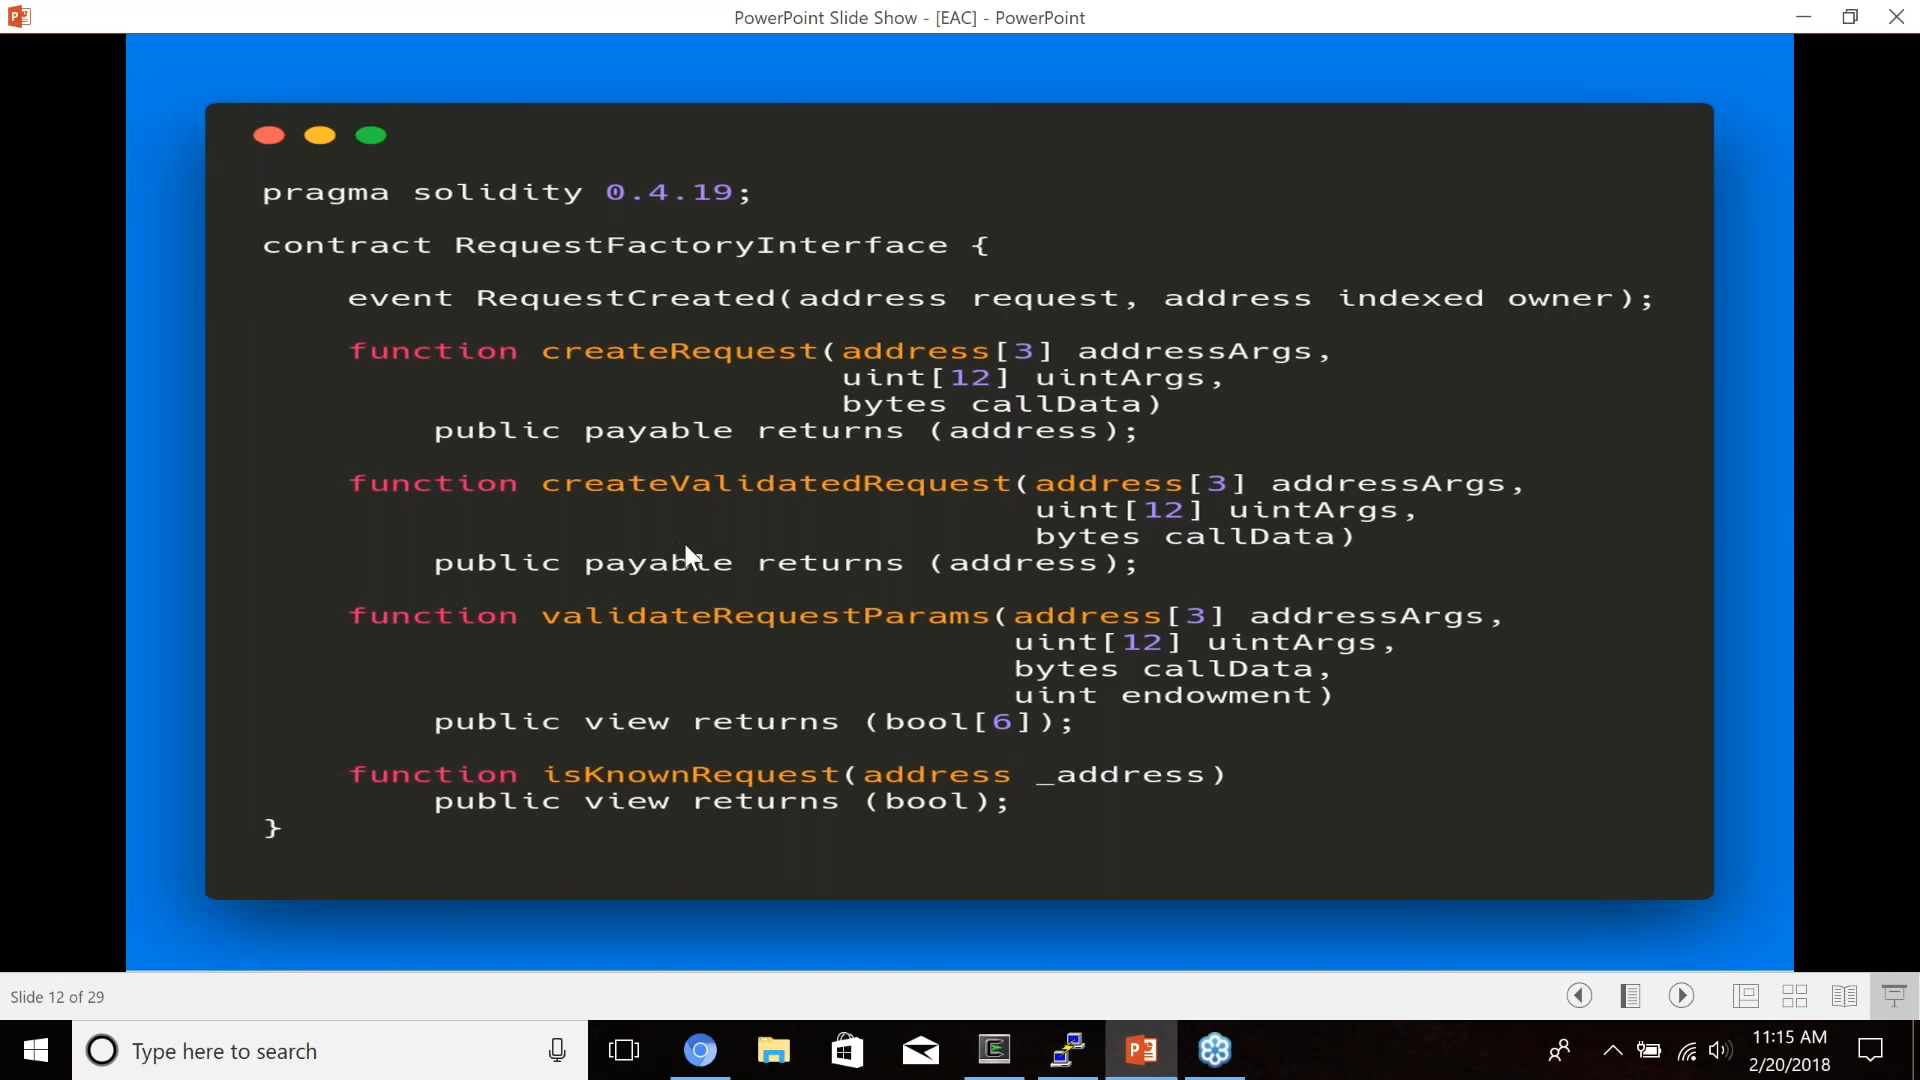 PowerPoint Slide Show - [EAC] - PowerPoint
pragma solidity 0.4.19;
contract RequestFactoryInterface {
event RequestCreated(address request, address indexed owner);
function createRequest(address[3] addressArgs,
uint[12] uintArgs,
bytes callData)
public payable returns (address);
function createValidatedRequest(address[3] addressArgs,
uint[12] uintArgs,
bytes callData)
public payable returns (address);
function validateRequestParams(address[3] addressArgs,
uint[12] uintArgs,
bytes callData,
uint endowment)
public view returns (bool[6]);
function isKnownRequest(address _address)
public view returns (bool);
}
Slide 12 of 29
Type here to search
11:15 AM
2/20/2018